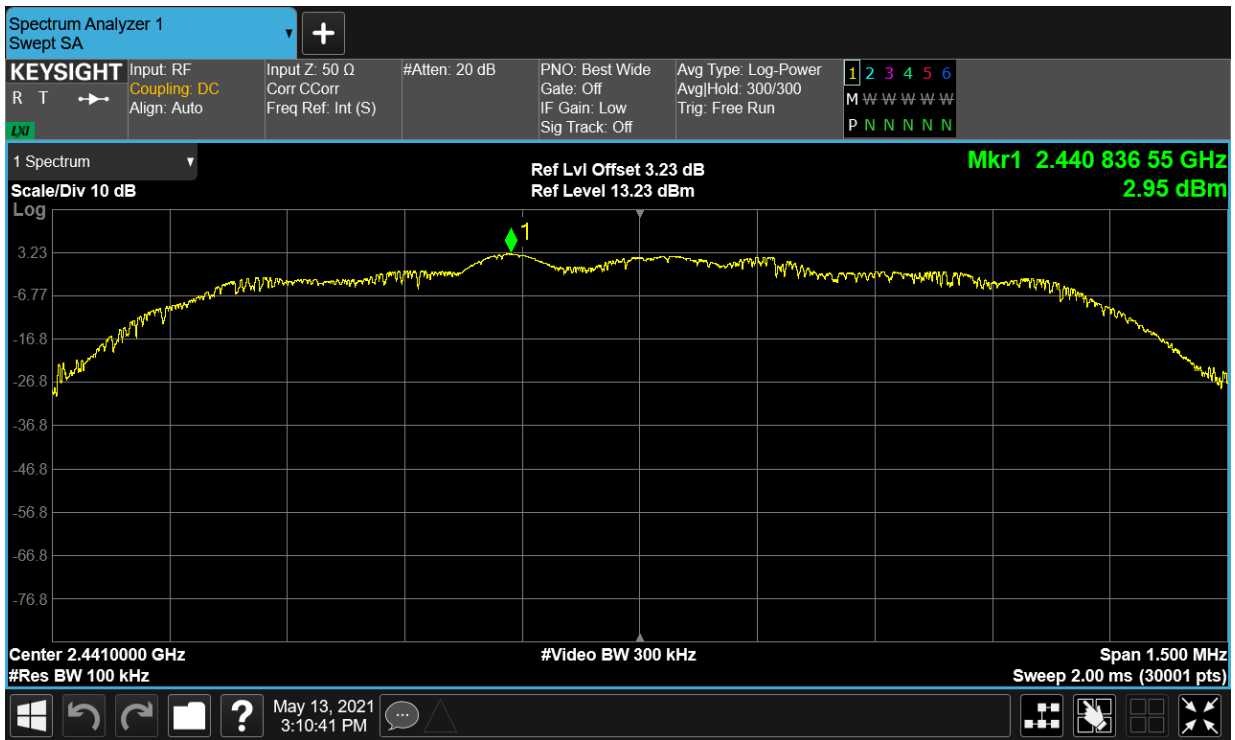 Spectrum Analyzer 1
Swept SA
+
KEYSIGHT Input: RF Input Z: 50 Ω #Atten: 20 dB PNO: Best Wide Avg Type: Log-Power 1 2 3 4 5 6
R T Coupling: DC Corr CCorr Gate: Off Avg|Hold: 300/300 M W W W W W
Align: Auto Freq Ref: Int (S) IF Gain: Low Trig: Free Run
LXI Sig Track: Off P N N N N N
1 Spectrum Ref Lvl Offset 3.23 dB Mkr1 2.440 836 55 GHz
Scale/Div 10 dB Ref Level 13.23 dBm 2.95 dBm
Log
1
3.23
-6.77
-16.8
-26.8
-36.8
-46.8
-56.8
-66.8
-76.8
Center 2.4410000 GHz #Video BW 300 kHz Span 1.500 MHz
#Res BW 100 kHz Sweep 2.00 ms (30001 pts)
? May 13, 2021
3:10:41 PM